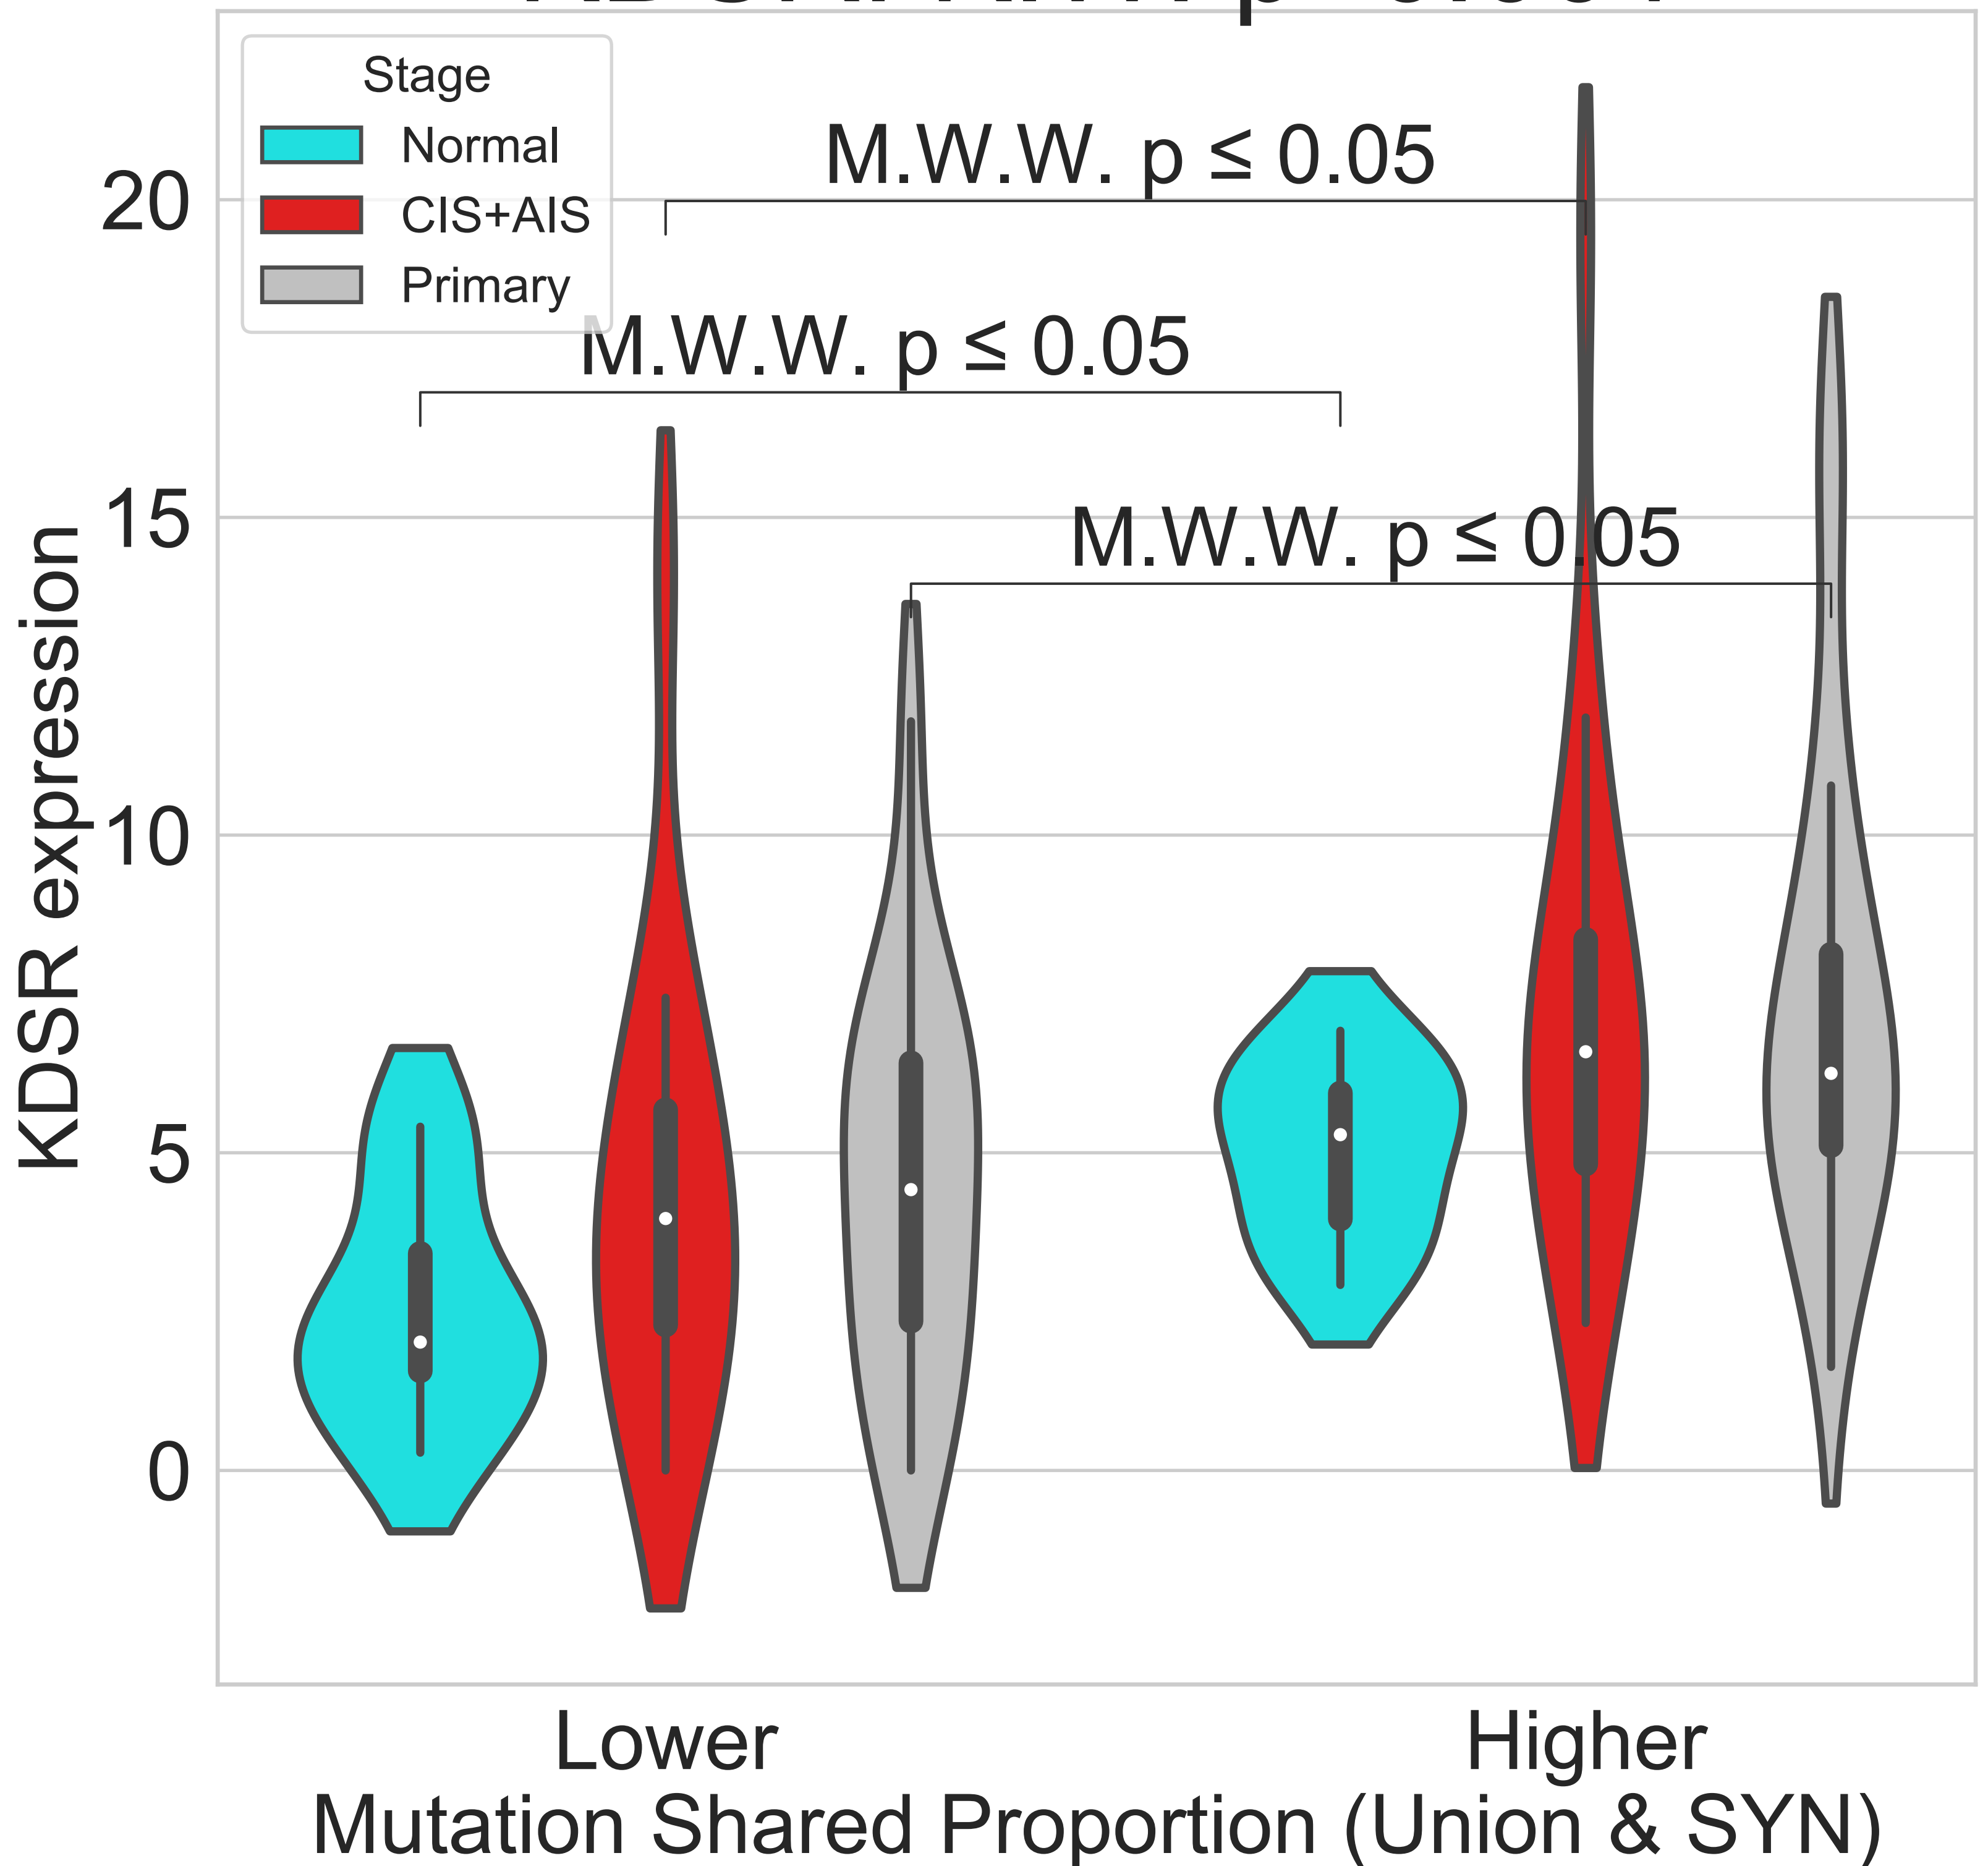 Stage
Normal
CIS+AIS
Primary
M.W.W. p ≤ 0.05
M.W.W. p ≤ 0.05
M.W.W. p ≤ 0.05
20
15
10
5
0
KDSR expression
Lower
Higher
Mutation Shared Proportion (Union & SYN)